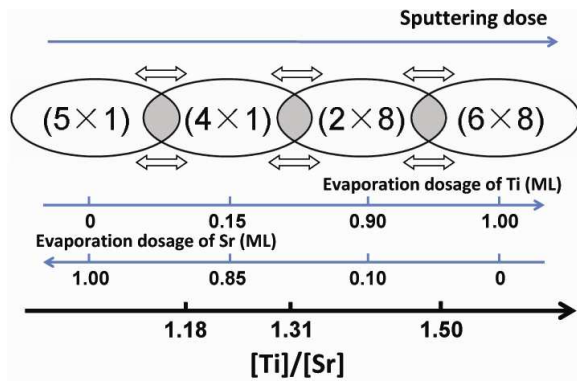 Sputtering dose
(5×1) (4×1) (2×8) (6×8)
Evaporation dosage of Ti (ML)
0 0.15 0.90 1.00
Evaporation dosage of Sr (ML)
1.00 0.85 0.10 0
1.18 1.31 1.50
[Ti]/[Sr]